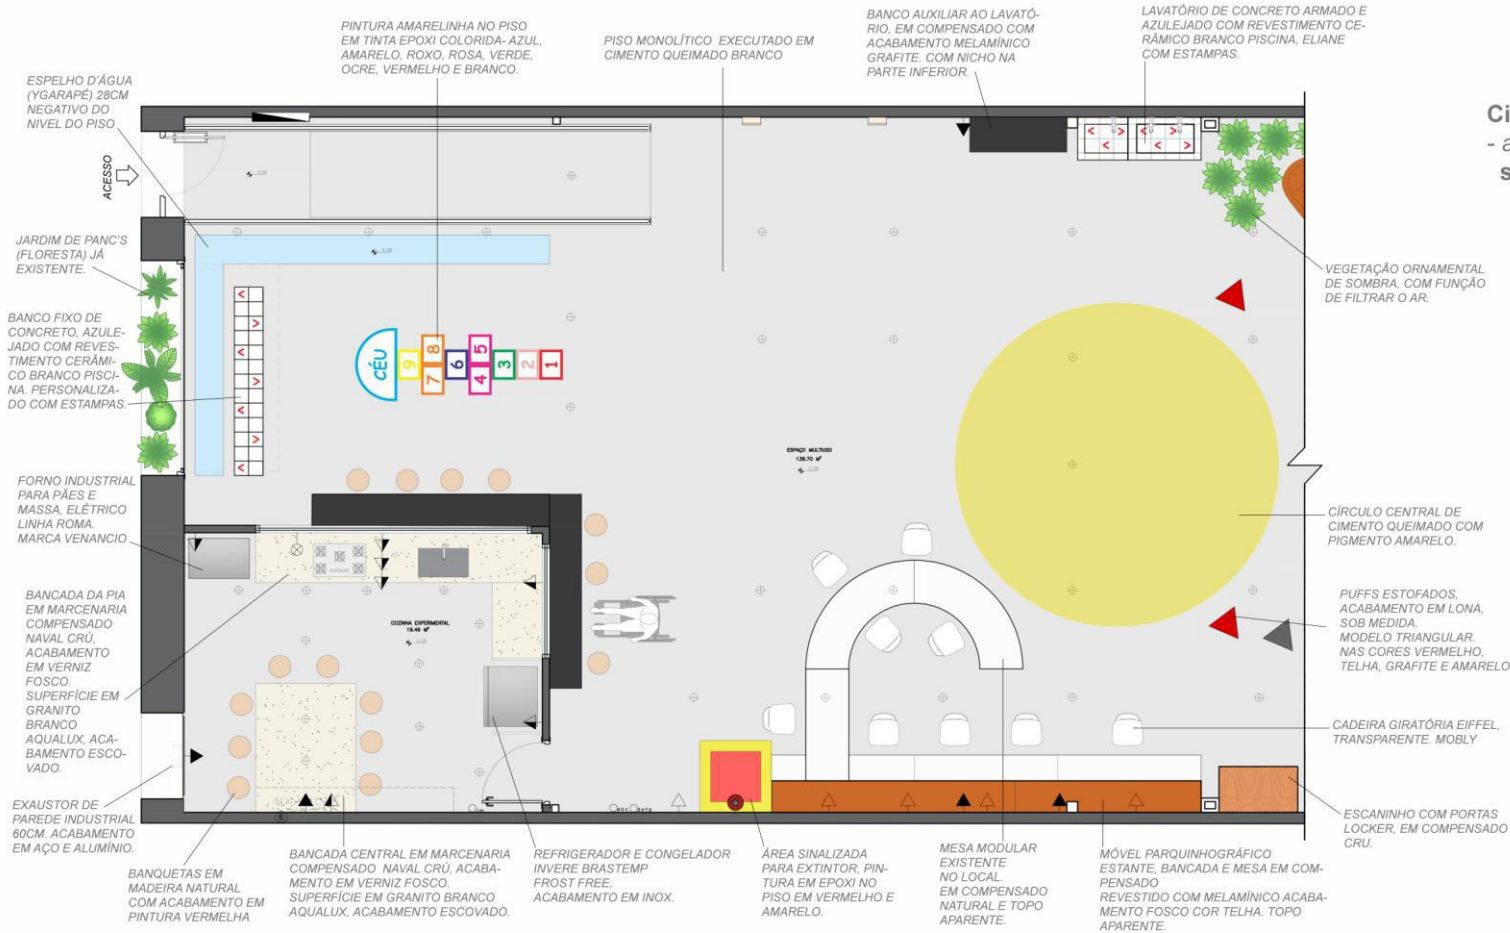 PINTURA AMARELINHA NO PISO
EM TINTA EPOXI COLORIDA- AZUL,
AMARELO, ROXO, ROSA, VERDE,
OCRE, VERMELHO E BRANCO.
PISO MONOLÍTICO EXECUTADO EM
CIMENTO QUEIMADO BRANCO
BANCO AUXILIAR AO LAVATÓ-
RIO, EM COMPENSADO COM
ACABAMENTO MELAMÍNICO
GRAFITE. COM NICHO NA
PARTE INFERIOR.
LAVATÓRIO DE CONCRETO ARMADO E
AZULEJADO COM REVESTIMENTO CE-
RÂMICO BRANCO PISCINA, ELIANE
COM ESTAMPAS.
ESPELHO D'ÁGUA
(YGARAPÉ) 28CM
NEGATIVO DO
NIVEL DO PISO
ACESSO
JARDIM DE PANC'S
(FLORESTA) JÁ
EXISTENTE.
BANCO FIXO DE
CONCRETO, AZULE-
JADO COM REVES-
TIMENTO CERÂMI-
CO BRANCO PISCI-
NA. PERSONALIZA-
DO COM ESTAMPAS.
CÉU
9
8
7
6
5
4
3
2
1
VEGETAÇÃO ORNAMENTAL
DE SOMBRA, COM FUNÇÃO
DE FILTRAR O AR.
ESPAÇO MULTIUSO
138.70 M²
FORNO INDUSTRIAL
PARA PÃES E
MASSA, ELÉTRICO
LINHA ROMA.
MARCA VENANCIO
CÍRCULO CENTRAL DE
CIMENTO QUEIMADO COM
PIGMENTO AMARELO.
BANCADA DA PIA
EM MARCENARIA
COMPENSADO
NAVAL CRÚ,
ACABAMENTO
EM VERNIZ
FOSCO.
SUPERFÍCIE EM
GRANITO
BRANCO
AQUALUX, ACA-
BAMENTO ESCO-
VADO.
COZINHA EXPERIMENTAL
19.49 M²
PUFFS ESTOFADOS,
ACABAMENTO EM LONA,
SOB MEDIDA.
MODELO TRIANGULAR.
NAS CORES VERMELHO,
TELHA, GRAFITE E AMARELO
CADEIRA GIRATÓRIA EIFFEL,
TRANSPARENTE. MOBLY
EXAUSTOR DE
PAREDE INDUSTRIAL
60CM. ACABAMENTO
EM AÇO E ALUMÍNIO.
ESCANINHO COM PORTAS
LOCKER, EM COMPENSADO
CRU.
BANQUETAS EM
MADEIRA NATURAL
COM ACABAMENTO EM
PINTURA VERMELHA
BANCADA CENTRAL EM MARCENARIA
COMPENSADO NAVAL CRÚ, ACABA-
MENTO EM VERNIZ FOSCO.
SUPERFÍCIE EM GRANITO BRANCO
AQUALUX, ACABAMENTO ESCOVADO.
REFRIGERADOR E CONGELADOR
INVERE BRASTEMP
FROST FREE,
ACABAMENTO EM INOX.
ÁREA SINALIZADA
PARA EXTINTOR, PIN-
TURA EM EPOXI NO
PISO EM VERMELHO E
AMARELO.
MESA MODULAR
EXISTENTE
NO LOCAL.
EM COMPENSADO
NATURAL E TOPO
APARENTE.
MÓVEL PARQUINHOGRÁFICO
ESTANTE, BANCADA E MESA EM COM-
PENSADO
REVESTIDO COM MELAMÍNICO ACABA-
MENTO FOSCO COR TELHA. TOPO
APARENTE.
Ci
- a
s